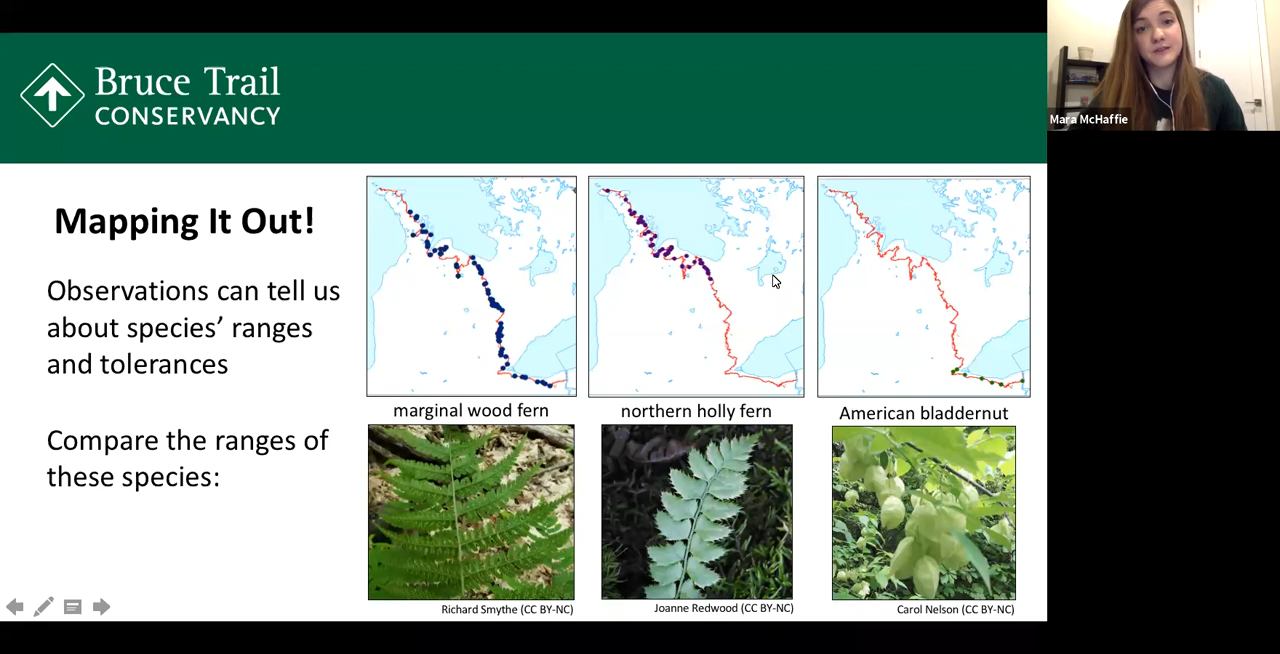 Bruce Trail
CONSERVANCY
Mara McHaffie
Mapping It Out!
Observations can tell us
about species’ ranges
and tolerances
Compare the ranges of
these species:
marginal wood fern
northern holly fern
American bladdernut
Richard Smythe (CC BY-NC)
Joanne Redwood (CC BY-NC)
Carol Nelson (CC BY-NC)